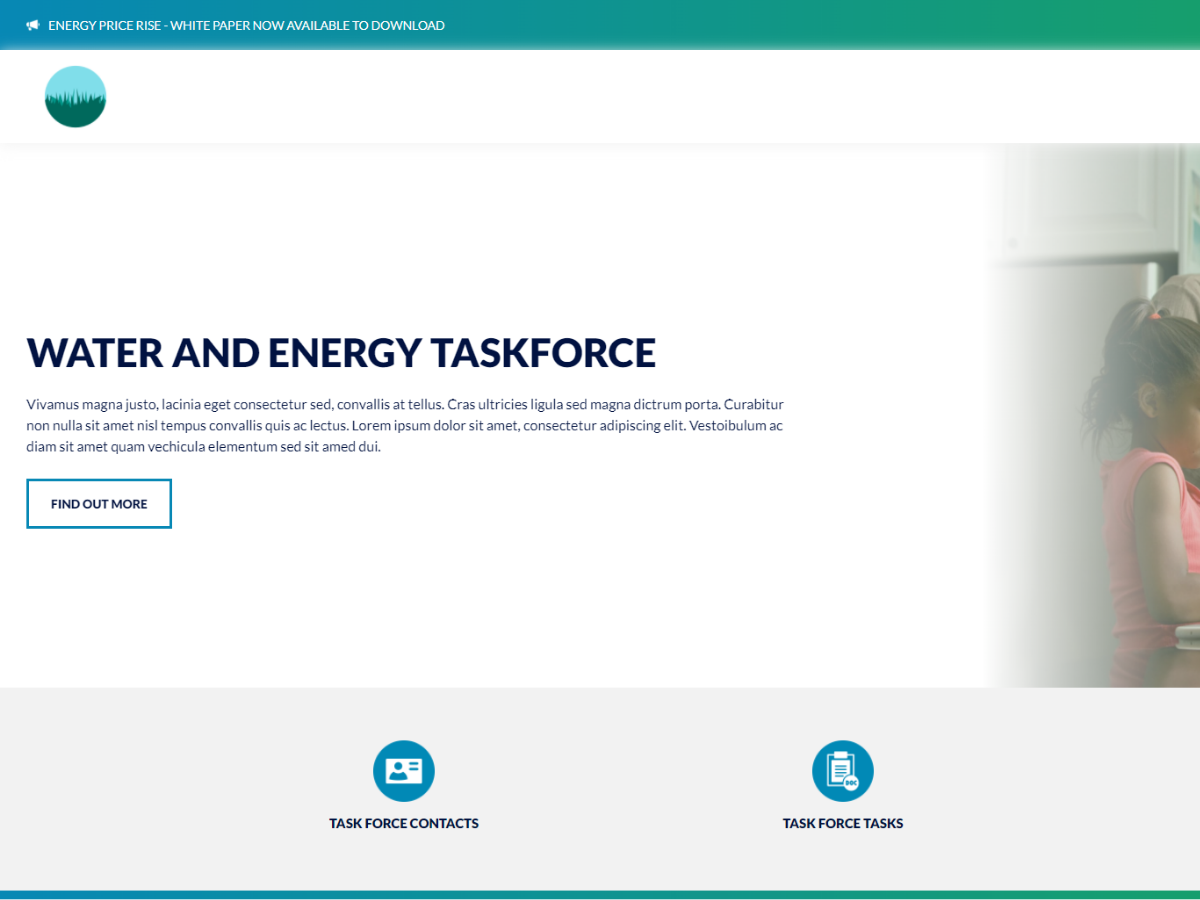 ENERGY PRICE RISE - WHITE PAPER NOW AVAILABLE TO DOWNLOAD
WATER AND ENERGY TASKFORCE
Vivamus magna justo, lacinia eget consectetur sed, convallis at tellus. Cras ultricies ligula sed magna dictrum porta. Curabitur
non nulla sit amet nisl tempus convallis quis ac lectus. Lorem ipsum dolor sit amet, consectetur adipiscing elit. Vestoibulum ac
diam sit amet quam vechicula elementum sed sit amed dui.
FIND OUT MORE
DOC
TASK FORCE CONTACTS
TASK FORCE TASKS